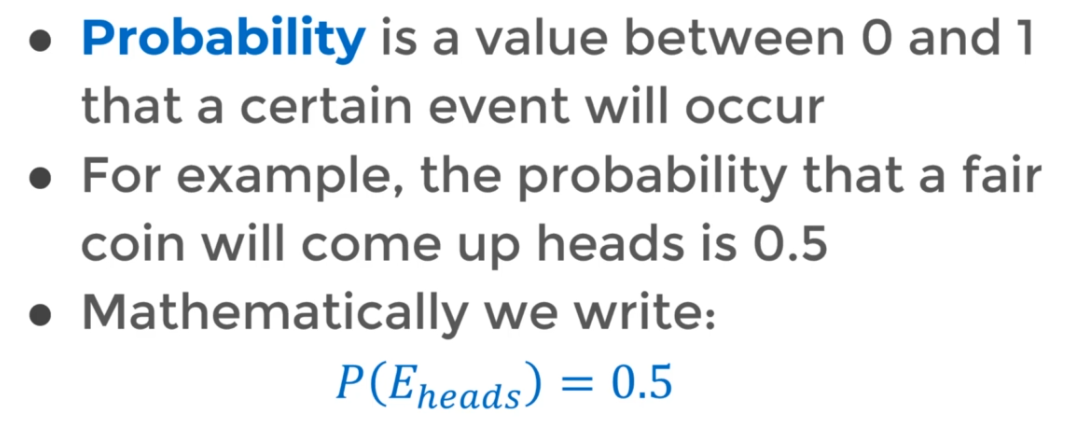 • Probability is a value between 0 and 1
that a certain event will occur
• For example, the probability that a fair
coin will come up heads is 0.5
• Mathematically we write:
P(E_heads) = 0.5